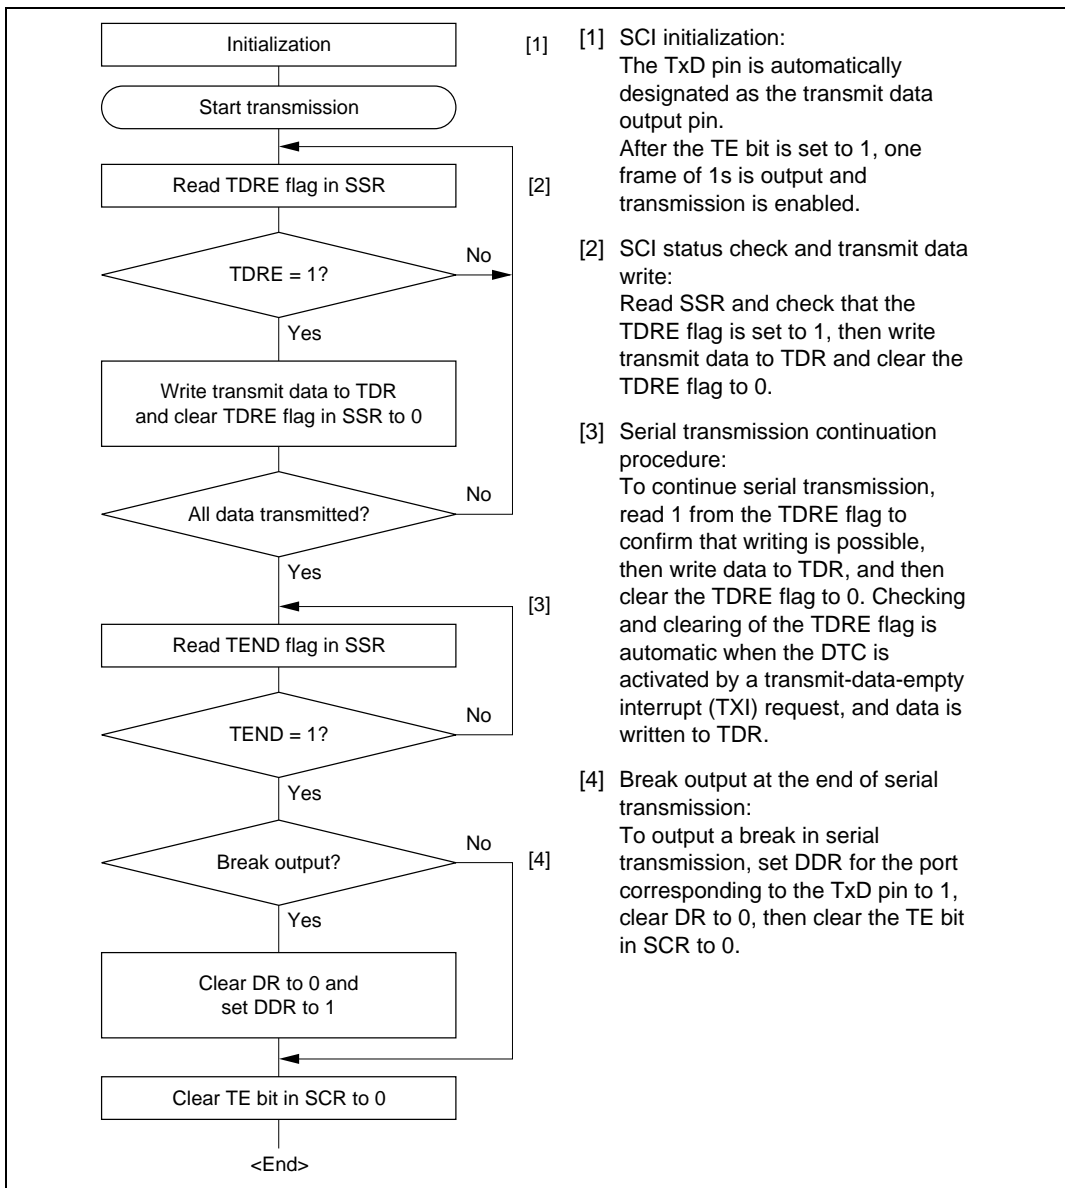 Initialization
[1]
Start transmission
Read TDRE flag in SSR
[2]
TDRE = 1?
No
Yes
Write transmit data to TDR
and clear TDRE flag in SSR to 0
All data transmitted?
No
Yes
[3]
Read TEND flag in SSR
TEND = 1?
No
Yes
Break output?
No
[4]
Yes
Clear DR to 0 and
set DDR to 1
Clear TE bit in SCR to 0
<End>
[1] SCI initialization:
The TxD pin is automatically
designated as the transmit data
output pin.
After the TE bit is set to 1, one
frame of 1s is output and
transmission is enabled.
[2] SCI status check and transmit data
write:
Read SSR and check that the
TDRE flag is set to 1, then write
transmit data to TDR and clear the
TDRE flag to 0.
[3] Serial transmission continuation
procedure:
To continue serial transmission,
read 1 from the TDRE flag to
confirm that writing is possible,
then write data to TDR, and then
clear the TDRE flag to 0. Checking
and clearing of the TDRE flag is
automatic when the DTC is
activated by a transmit-data-empty
interrupt (TXI) request, and data is
written to TDR.
[4] Break output at the end of serial
transmission:
To output a break in serial
transmission, set DDR for the port
corresponding to the TxD pin to 1,
clear DR to 0, then clear the TE bit
in SCR to 0.